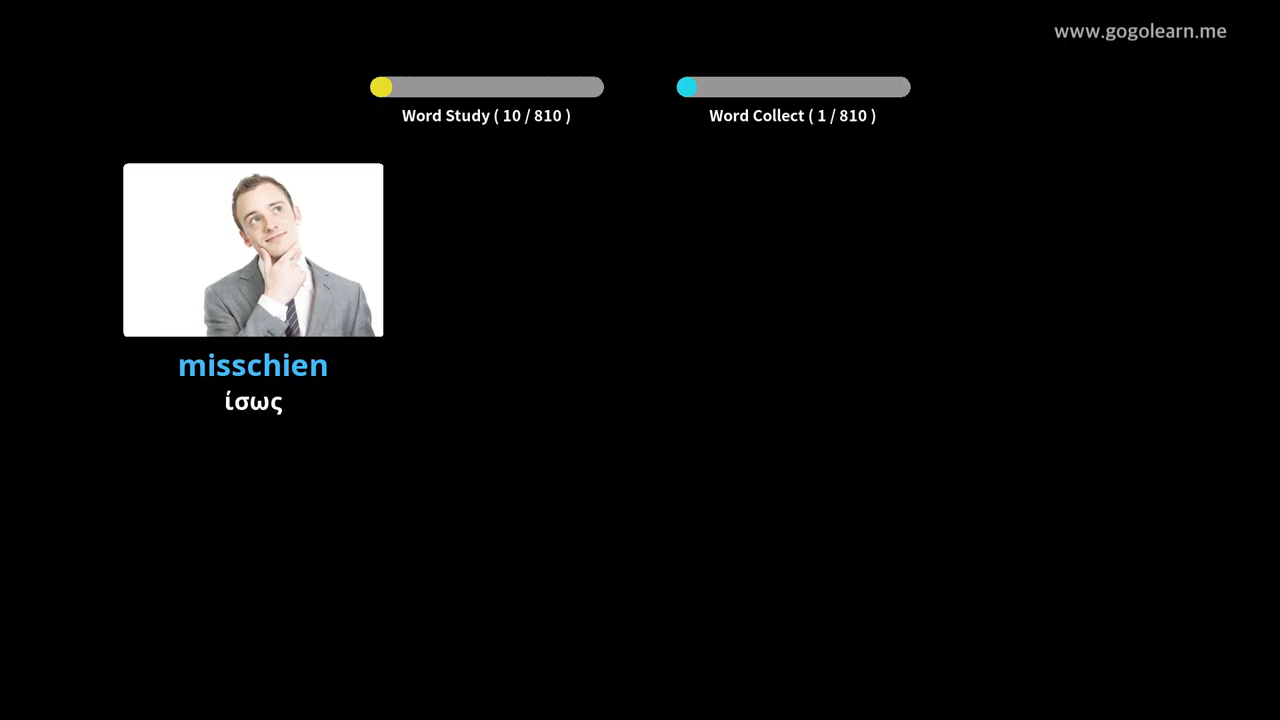 www.gogolearn.me
Word Study ( 10 / 810 )
Word Collect ( 1 / 810 )
misschien
ίσως